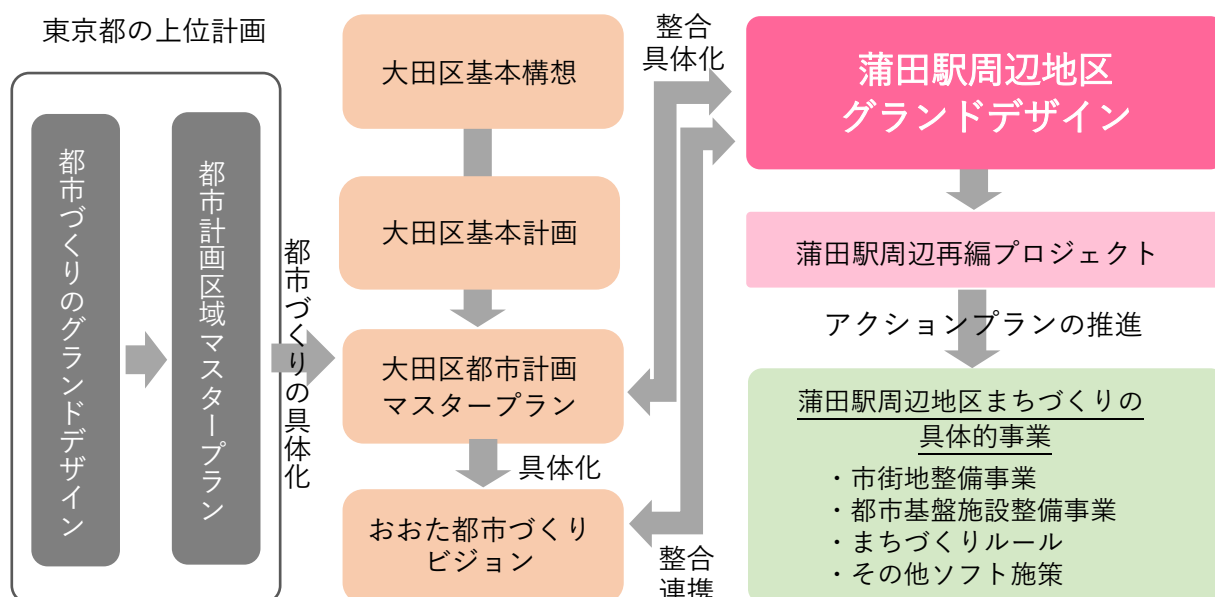 東京都の上位計画
都市づくりのグランドデザイン
都市計画区域マスタープラン
都市づくりの具体化
大田区基本構想
大田区基本計画
大田区都市計画
マスタープラン
具体化
おおた都市づくり
ビジョン
整合
具体化
整合
連携
蒲田駅周辺地区
グランドデザイン
蒲田駅周辺再編プロジェクト
アクションプランの推進
蒲田駅周辺地区まちづくりの
具体的事業
・市街地整備事業
・都市基盤施設整備事業
・まちづくりルール
・その他ソフト施策